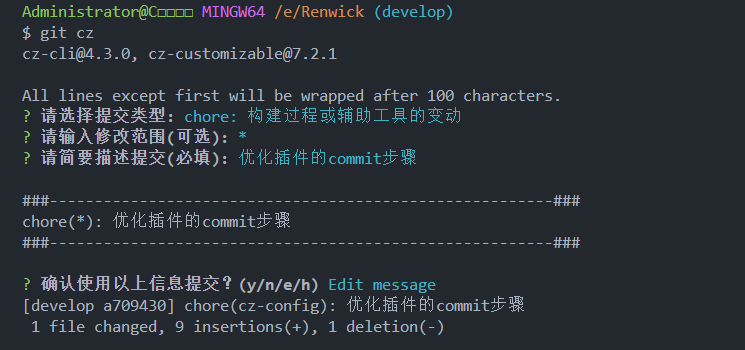 Administrator@C□□□□ MINGW64 /e/Renwick (develop)
$ git cz
cz-cli@4.3.0, cz-customizable@7.2.1
All lines except first will be wrapped after 100 characters.
? 请选择提交类型: chore: 构建过程或辅助工具的变动
? 请输入修改范围(可选): *
? 请简要描述提交(必填): 优化插件的commit步骤
###--------------------------------------------------------###
chore(*): 优化插件的commit步骤
###--------------------------------------------------------###
? 确认使用以上信息提交？(y/n/e/h) Edit message
[develop a709430] chore(cz-config): 优化插件的commit步骤
1 file changed, 9 insertions(+), 1 deletion(-)